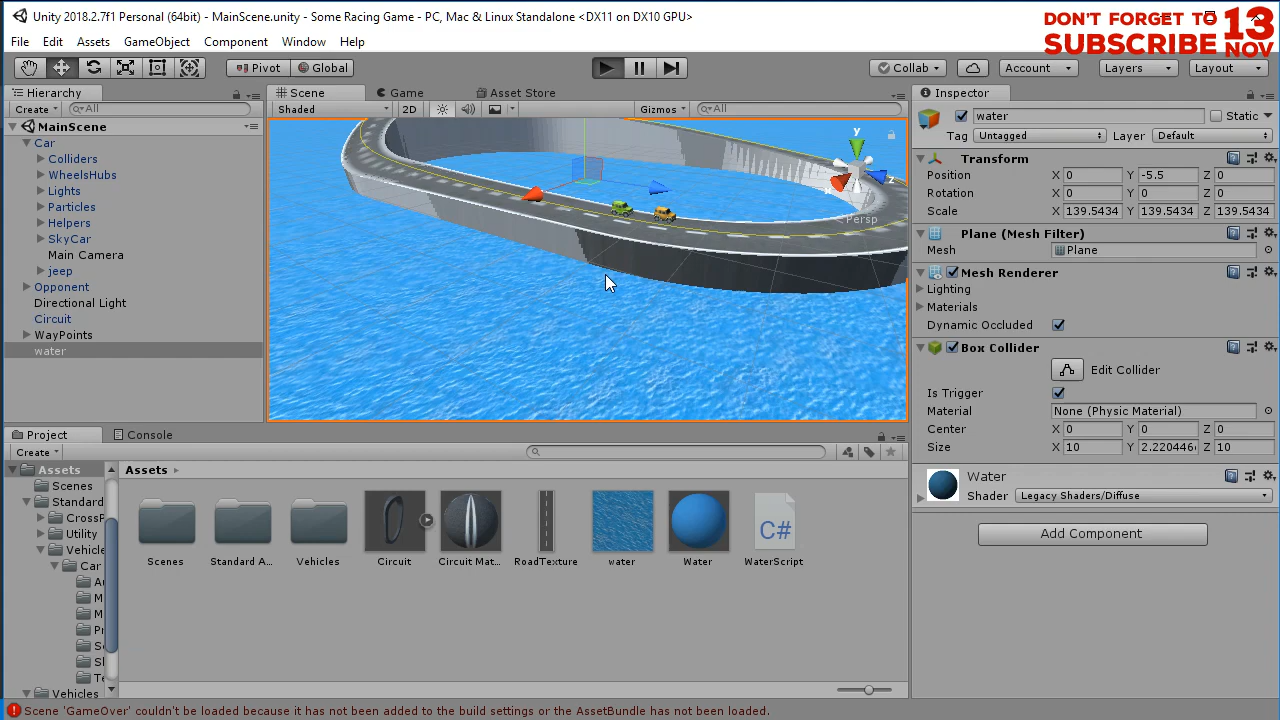 Unity 2018.2.7f1 Personal (64bit) - MainScene.unity - Some Racing Game - PC, Mac & Linux Standalone <DX11 on DX10 GPU>
DON'T FORGET TO
SUBSCRIBE
13
NOV
File Edit Assets GameObject Component Window Help
Pivot Global Collab Account Layers Layout
Hierarchy
Create All
MainScene
Car
Colliders
WheelsHubs
Lights
Particles
Helpers
SkyCar
Main Camera
jeep
Opponent
Directional Light
Circuit
WayPoints
water
Scene Game Asset Store
Shaded 2D Gizmos All
y
z
Persp
Inspector
water Static
Tag Untagged Layer Default
Transform
Position X 0 Y -5.5 Z 0
Rotation X 0 Y 0 Z 0
Scale X 139.5434 Y 139.5434 Z 139.5434
Plane (Mesh Filter)
Mesh Plane
Mesh Renderer
Lighting
Materials
Dynamic Occluded
Box Collider
Edit Collider
Is Trigger
Material None (Physic Material)
Center X 0 Y 0 Z 0
Size X 10 Y 2.220446 Z 10
Water
Shader Legacy Shaders/Diffuse
Add Component
Project Console
Create
Assets
Scenes
Standard
CrossP
Utility
Vehicle
Car
A
M
M
P
S
S
T
Vehicles
Assets
C#
Scenes Standard A... Vehicles Circuit Circuit Mat... RoadTexture water Water WaterScript
Scene 'GameOver' couldn't be loaded because it has not been added to the build settings or the AssetBundle has not been loaded.